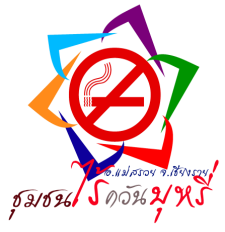 อ.แม่สรวย จ.เชียงราย
ชุมชนไร้ควันบุหรี่